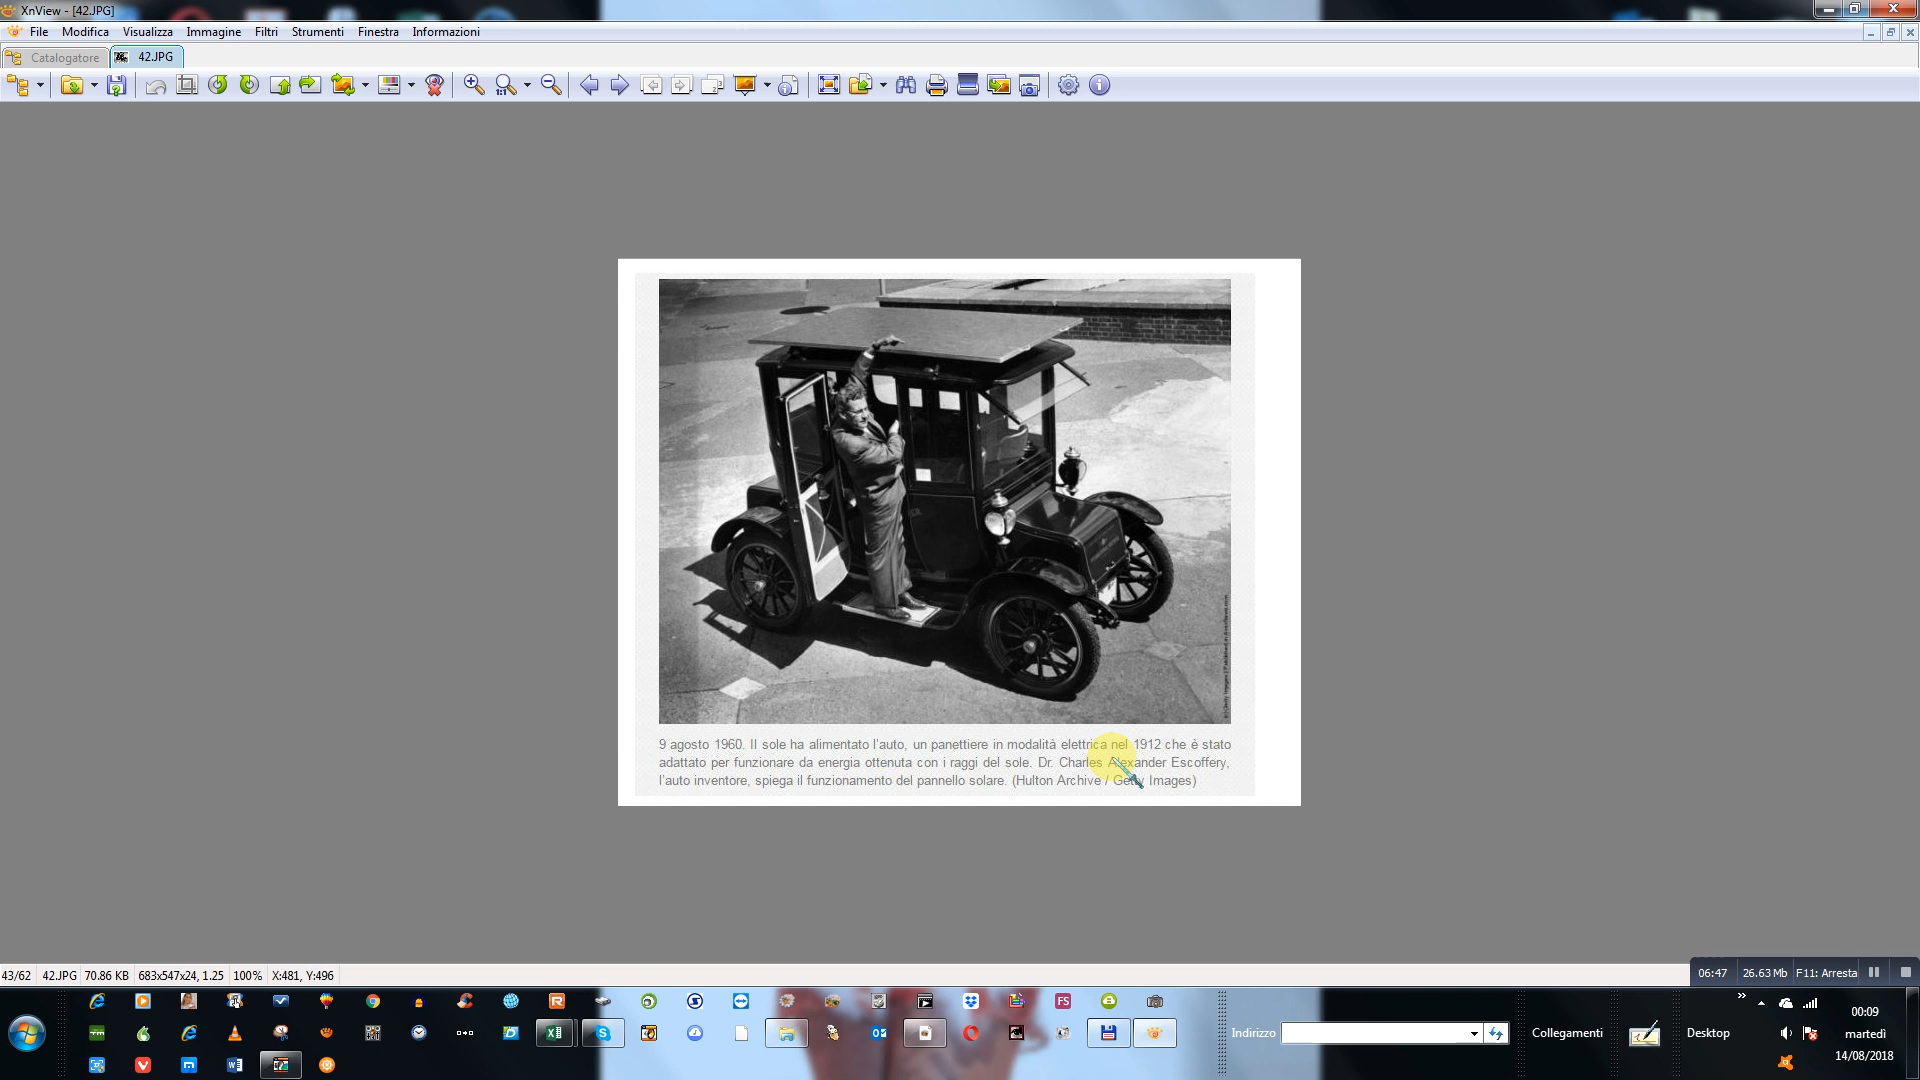 XnView - [42.JPG]
File Modifica Visualizza Immagine Filtri Strumenti Finestra Informazioni
Catalogatore 42.JPG
9 agosto 1960. Il sole ha alimentato l'auto, un panettiere in modalità elettrica nel 1912 che è stato
adattato per funzionare da energia ottenuta con i raggi del sole. Dr. Charles Alexander Escoffery,
l'auto inventore, spiega il funzionamento del pannello solare. (Hulton Archive / Getty Images)
43/62 42.JPG 70.86 KB 683x547x24, 1.25 100% X:481, Y:496
06:47 26.63 Mb F11: Arresta
Indirizzo Collegamenti Desktop
00:09
martedì
14/08/2018